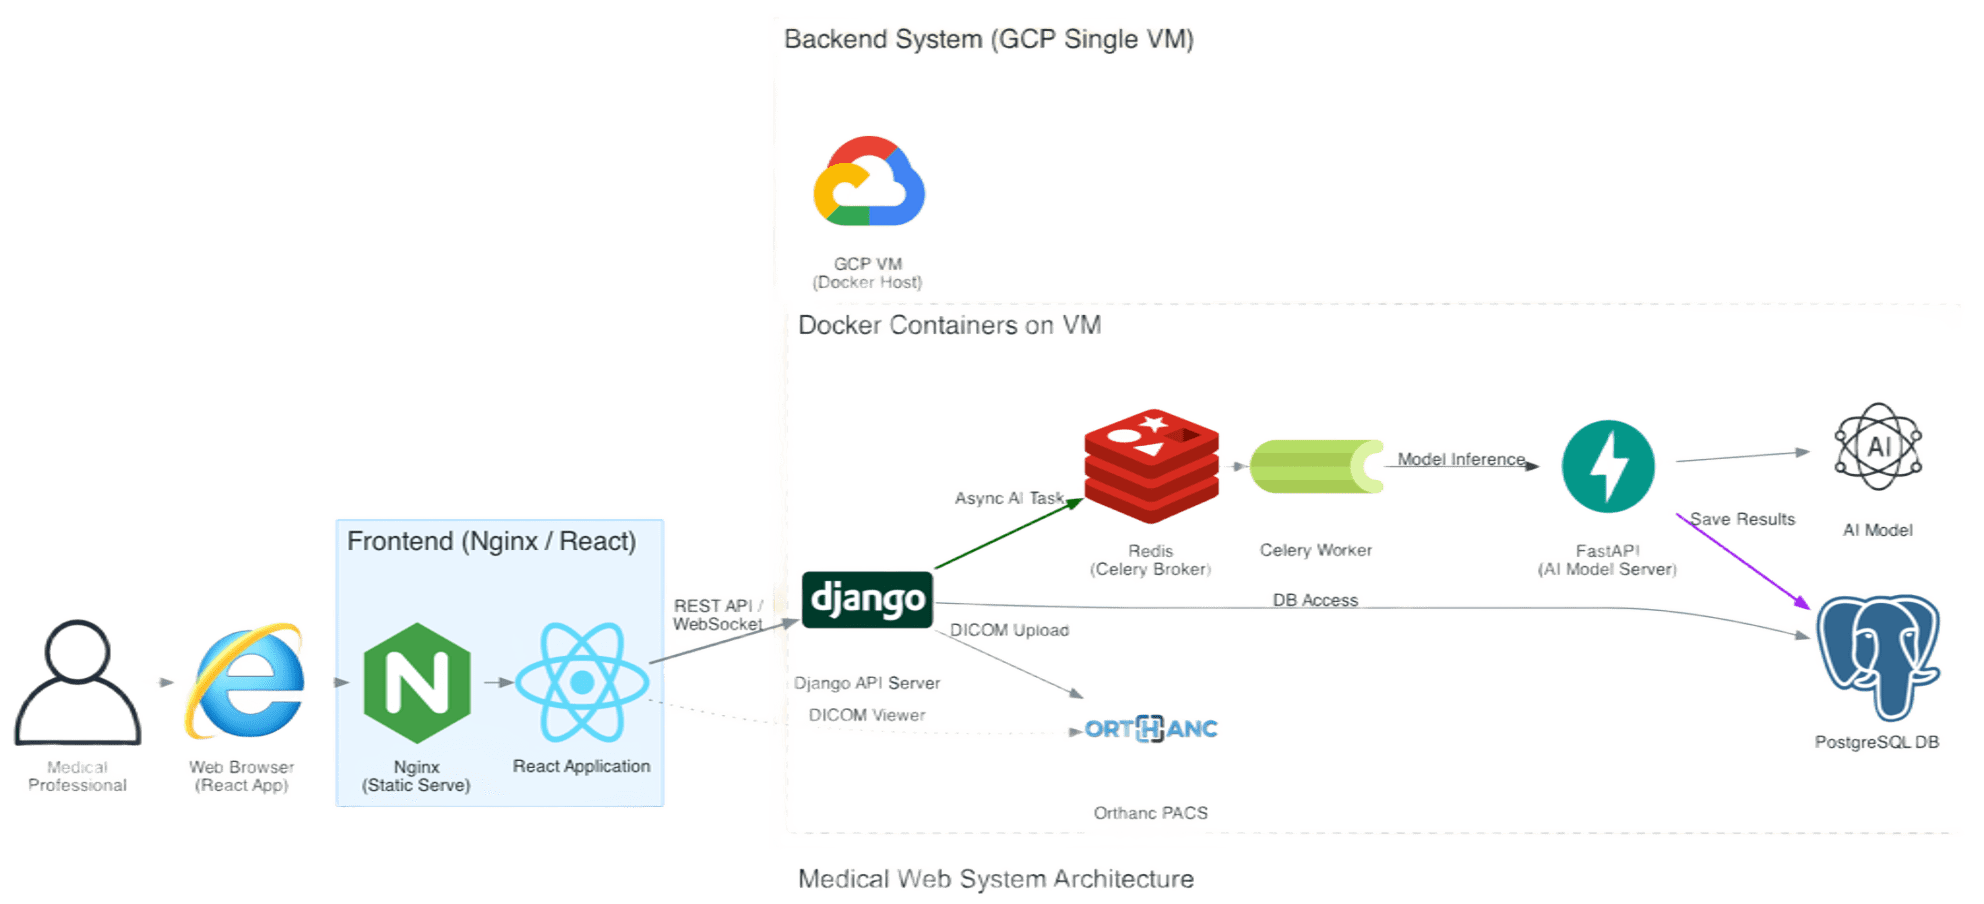 Backend System (GCP Single VM)
GCP VM
(Docker Host)
Docker Containers on VM
AI
Async AI Task
Model Inference
Save Results
AI Model
Redis
(Celery Broker)
Celery Worker
FastAPI
(AI Model Server)
Frontend (Nginx / React)
REST API /
WebSocket
django
DB Access
DICOM Upload
Django API Server
DICOM Viewer
ORTHANC
N
e
PostgreSQL DB
Medical
Professional
Web Browser
(React App)
Nginx
(Static Serve)
React Application
Orthanc PACS
Medical Web System Architecture